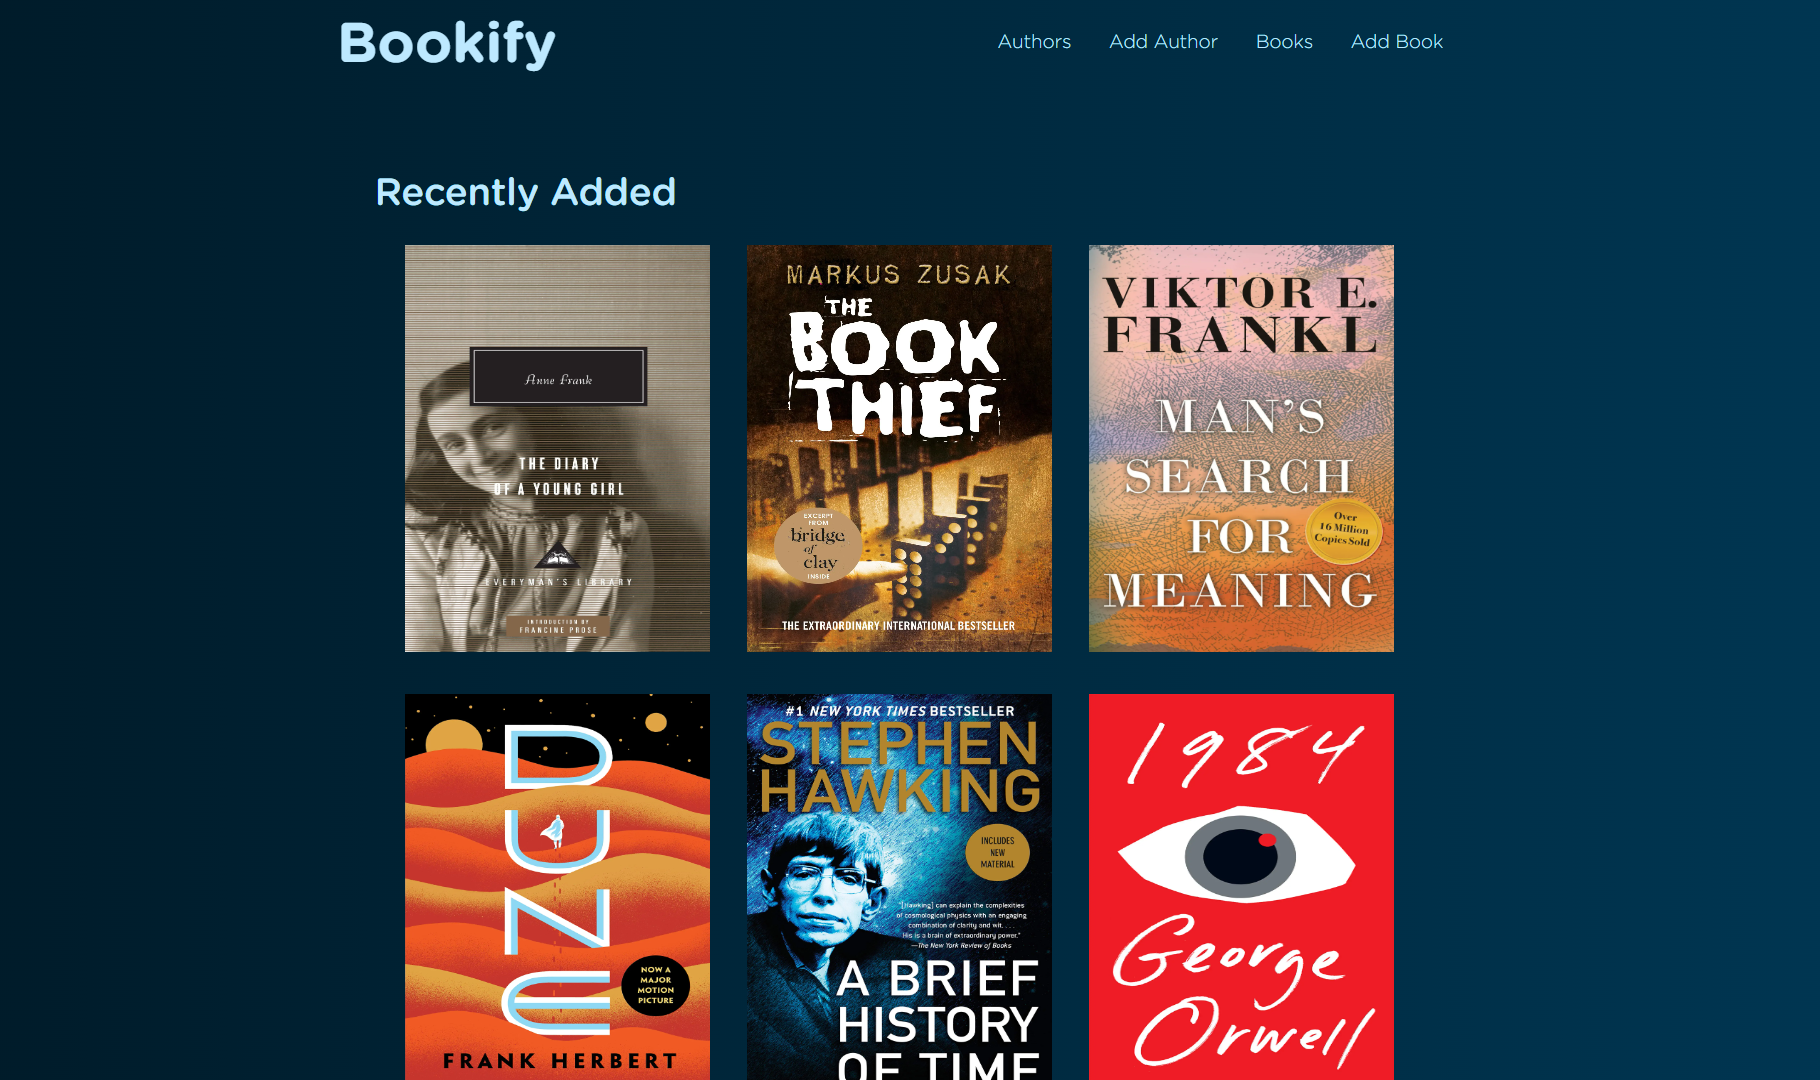 Bookify
Authors
Add Author
Books
Add Book
Recently Added
Anne Frank
THE DIARY
OF A YOUNG GIRL
EVERYMAN'S LIBRARY
INTRODUCTION BY
FRANCINE PROSE
MARKUS ZUSAK
THE
BOOK
THIEF
EXCERPT
FROM
bridge
of
clay
INSIDE
THE EXTRAORDINARY INTERNATIONAL BESTSELLER
VIKTOR E.
FRANKL
MAN'S
SEARCH
FOR
MEANING
Over
16 Million
Copies Sold
DUNE
NOW A
MAJOR
MOTION
PICTURE
FRANK HERBERT
#1 NEW YORK TIMES BESTSELLER
STEPHEN
HAWKING
INCLUDES
NEW
MATERIAL
"[Hawking] can explain the complexities
of cosmological physics with an engaging
combination of clarity and wit. . . .
His is a brain of extraordinary power."
—The New York Review of Books
A BRIEF
HISTORY
OF TIME
1984
George
Orwell